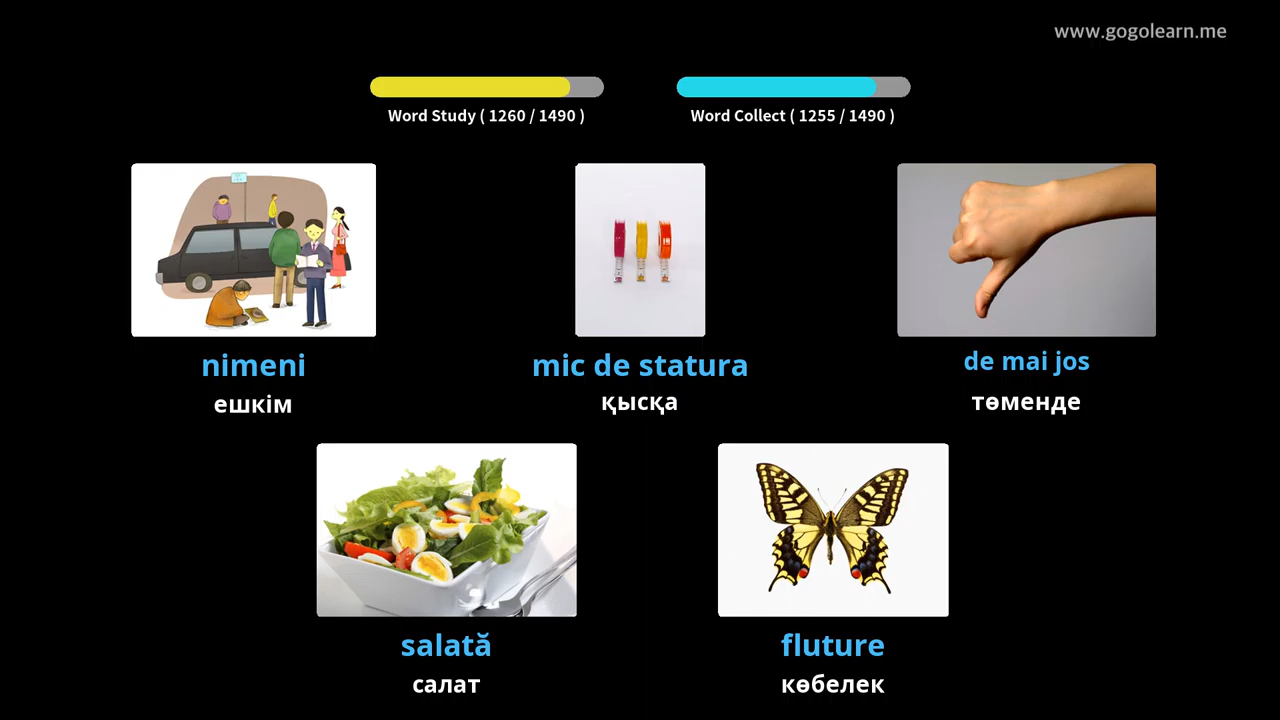 www.gogolearn.me
Word Study ( 1260 / 1490 )
Word Collect ( 1255 / 1490 )
nimeni
ешкім
mic de statura
қысқа
de mai jos
төменде
salată
салат
fluture
көбелек